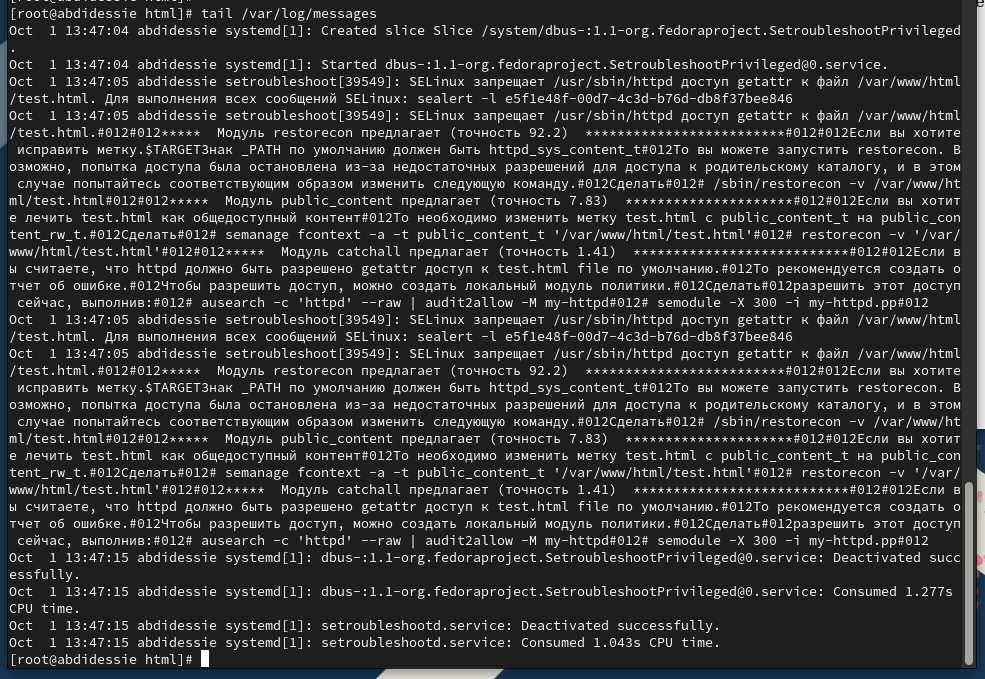 [root@abdidessie html]# tail /var/log/messages
Oct  1 13:47:04 abdidessie systemd[1]: Created slice Slice /system/dbus-:1.1-org.fedoraproject.SetroubleshootPrivileged
.
Oct  1 13:47:04 abdidessie systemd[1]: Started dbus-:1.1-org.fedoraproject.SetroubleshootPrivileged@0.service.
Oct  1 13:47:05 abdidessie setroubleshoot[39549]: SELinux запрещает /usr/sbin/httpd доступ getattr к файл /var/www/html
/test.html. Для выполнения всех сообщений SELinux: sealert -l e5f1e48f-00d7-4c3d-b76d-db8f37bee846
Oct  1 13:47:05 abdidessie setroubleshoot[39549]: SELinux запрещает /usr/sbin/httpd доступ getattr к файл /var/www/html
/test.html.#012#012*****  Модуль restorecon предлагает (точность 92.2)  ************************#012#012Если вы хотите
 исправить метку.$TARGETЗнак _PATH по умолчанию должен быть httpd_sys_content_t#012То вы можете запустить restorecon. В
озможно, попытка доступа была остановлена из-за недостаточных разрешений для доступа к родительскому каталогу, и в этом
 случае попытайтесь соответствующим образом изменить следующую команду.#012Сделать#012# /sbin/restorecon -v /var/www/ht
ml/test.html#012#012*****  Модуль public_content предлагает (точность 7.83)  ********************#012#012Если вы хотит
е лечить test.html как общедоступный контент#012То необходимо изменить метку test.html с public_content_t на public_con
tent_rw_t.#012Сделать#012# semanage fcontext -a -t public_content_t '/var/www/html/test.html'#012# restorecon -v '/var/
www/html/test.html'#012#012*****  Модуль catchall предлагает (точность 1.41)  **************************#012#012Если в
ы считаете, что httpd должно быть разрешено getattr доступ к test.html file по умолчанию.#012То рекомендуется создать о
тчет об ошибке.#012Чтобы разрешить доступ, можно создать локальный модуль политики.#012Сделать#012разрешить этот доступ
 сейчас, выполнив:#012# ausearch -c 'httpd' --raw | audit2allow -M my-httpd#012# semodule -X 300 -i my-httpd.pp#012
Oct  1 13:47:05 abdidessie setroubleshoot[39549]: SELinux запрещает /usr/sbin/httpd доступ getattr к файл /var/www/html
/test.html. Для выполнения всех сообщений SELinux: sealert -l e5f1e48f-00d7-4c3d-b76d-db8f37bee846
Oct  1 13:47:05 abdidessie setroubleshoot[39549]: SELinux запрещает /usr/sbin/httpd доступ getattr к файл /var/www/html
/test.html.#012#012*****  Модуль restorecon предлагает (точность 92.2)  ************************#012#012Если вы хотите
 исправить метку.$TARGETЗнак _PATH по умолчанию должен быть httpd_sys_content_t#012То вы можете запустить restorecon. В
озможно, попытка доступа была остановлена из-за недостаточных разрешений для доступа к родительскому каталогу, и в этом
 случае попытайтесь соответствующим образом изменить следующую команду.#012Сделать#012# /sbin/restorecon -v /var/www/ht
ml/test.html#012#012*****  Модуль public_content предлагает (точность 7.83)  ********************#012#012Если вы хотит
е лечить test.html как общедоступный контент#012То необходимо изменить метку test.html с public_content_t на public_con
tent_rw_t.#012Сделать#012# semanage fcontext -a -t public_content_t '/var/www/html/test.html'#012# restorecon -v '/var/
www/html/test.html'#012#012*****  Модуль catchall предлагает (точность 1.41)  **************************#012#012Если в
ы считаете, что httpd должно быть разрешено getattr доступ к test.html file по умолчанию.#012То рекомендуется создать о
тчет об ошибке.#012Чтобы разрешить доступ, можно создать локальный модуль политики.#012Сделать#012разрешить этот доступ
 сейчас, выполнив:#012# ausearch -c 'httpd' --raw | audit2allow -M my-httpd#012# semodule -X 300 -i my-httpd.pp#012
Oct  1 13:47:15 abdidessie systemd[1]: dbus-:1.1-org.fedoraproject.SetroubleshootPrivileged@0.service: Deactivated succ
essfully.
Oct  1 13:47:15 abdidessie systemd[1]: dbus-:1.1-org.fedoraproject.SetroubleshootPrivileged@0.service: Consumed 1.277s
CPU time.
Oct  1 13:47:15 abdidessie systemd[1]: setroubleshootd.service: Deactivated successfully.
Oct  1 13:47:15 abdidessie systemd[1]: setroubleshootd.service: Consumed 1.043s CPU time.
[root@abdidessie html]#